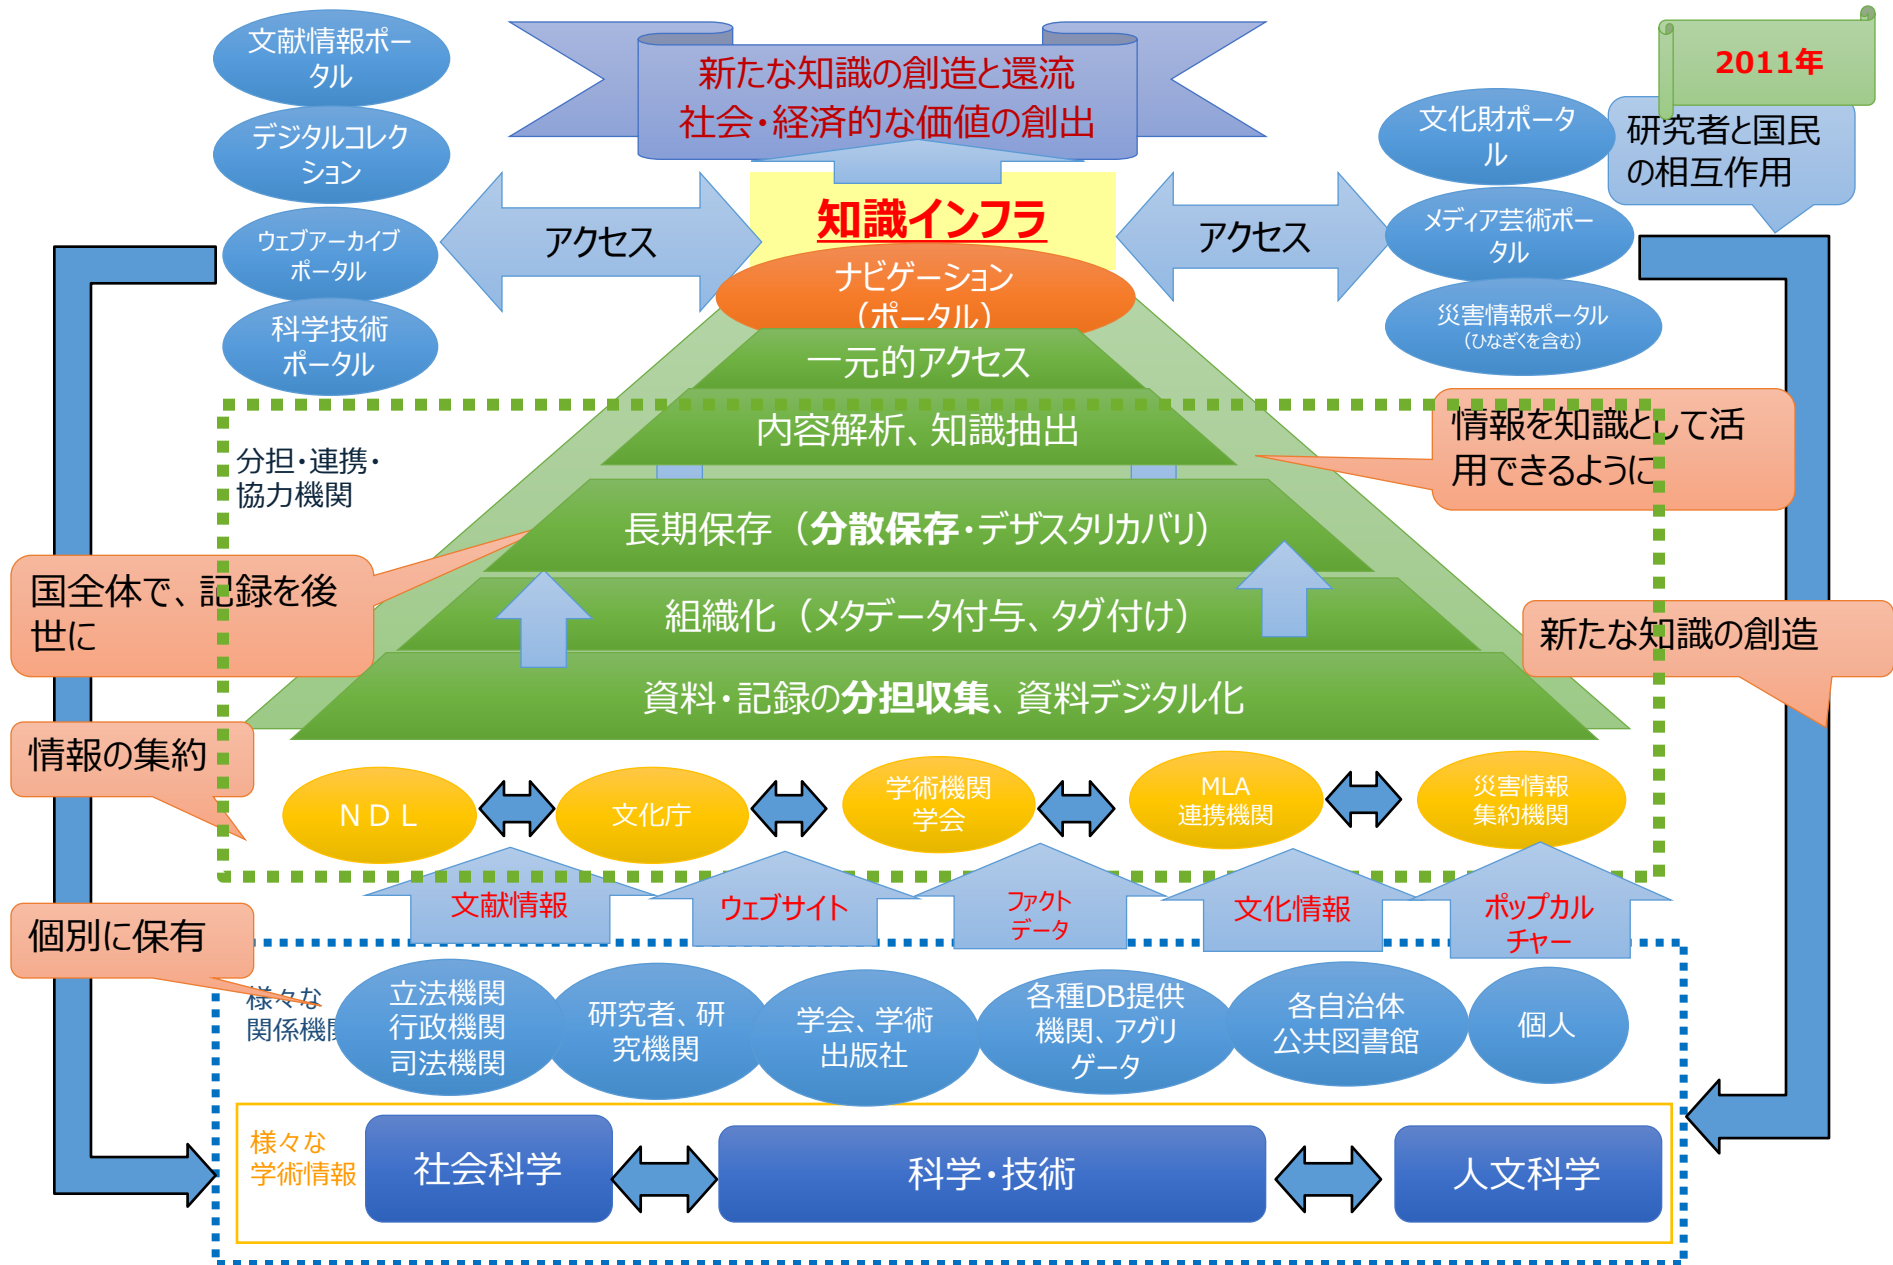 文献情報ポー
タル
デジタルコレク
ション
ウェブアーカイブ
ポータル
科学技術
ポータル
新たな知識の創造と還流
社会・経済的な価値の創出
2011年
文化財ポータ
ル
研究者と国民
の相互作用
メディア芸術ポー
タル
災害情報ポータル
（ひなぎくを含む）
アクセス
知識インフラ
アクセス
ナビゲーション
（ポータル）
一元的アクセス
内容解析、知識抽出
情報を知識として活
用できるように
分担・連携・
協力機関
長期保存（分散保存・デザスタリカバリ）
国全体で、記録を後
世に
組織化（メタデータ付与、タグ付け）
新たな知識の創造
資料・記録の分担収集、資料デジタル化
情報の集約
ＮＤＬ
文化庁
学術機関
学会
MLA
連携機関
災害情報
集約機関
文献情報
ウェブサイト
ファクト
データ
文化情報
ポップカル
チャー
個別に保有
様々な
関係機関
立法機関
行政機関
司法機関
研究者、研
究機関
学会、学術
出版社
各種DB提供
機関、アグリ
ゲータ
各自治体
公共図書館
個人
様々な
学術情報
社会科学
科学・技術
人文科学